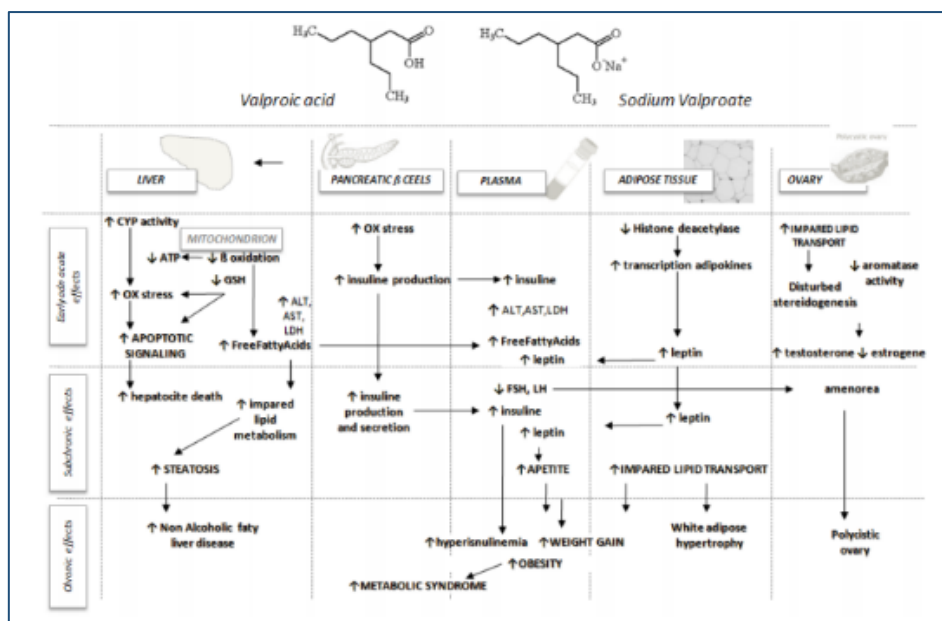 H₃C
O
OH
CH₃
H₃C
O
O⁻Na⁺
CH₃
Valproic acid
Sodium Valproate
LIVER
PANCREATIC β CEELS
PLASMA
ADIPOSE TISSUE
Polycystic ovary
OVARY
Early ode acute
effects
↑ CYP activity
MITOCHONDRION
↓ ATP
↓ ß oxidation
↓ GSH
↑ OX stress
↑ ALT,
AST,
LDH
↑ APOPTOTIC
SIGNALING
↑ FreeFattyAcids
↑ OX stress
↑ insuline production
↑ insuline
↑ ALT,AST,LDH
↑ FreeFattyAcids
↑ leptin
↓ Histone deacetylase
↑ transcription adipokines
↑ leptin
↑ IMPARED LIPID
TRANSPORT
↓ aromatase
activity
Disturbed
stereidogenesis
↑ testosterone ↓ estrogene
Subchronic effects
↑ hepatocite death
↑ impared
lipid
metabolism
↑ STEATOSIS
↑ insuline
production
and secretion
↓ FSH, LH
↑ insuline
↑ leptin
↑ APETITE
↑ leptin
↑ IMPARED LIPID TRANSPORT
amenorea
Chronic effects
↑ Non Alcoholic faty
liver disease
↑hyperisnulinemia
↑ WEIGHT GAIN
↑ OBESITY
↑ METABOLIC SYNDROME
White adipose
hypertrophy
Polycistic
ovary